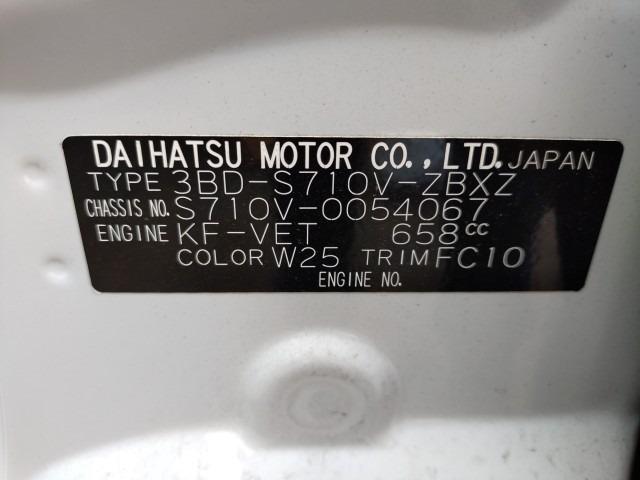 DAIHATSU MOTOR CO., LTD. JAPAN
TYPE 3BD-S710V-ZBXZ
CHASSIS NO. S710V-0054067
ENGINE KF-VET 658cc
COLOR W25 TRIM FC10
ENGINE NO.